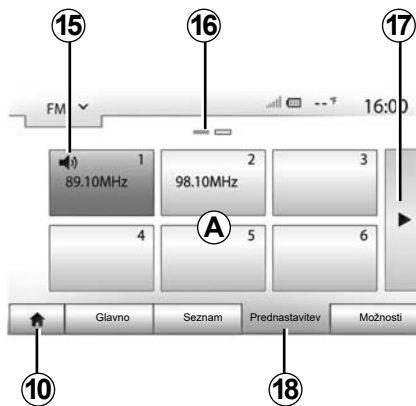 15 16 17
FM --°F 16:00
1 2 3
89.10MHz 98.10MHz
A
4 5 6
Glavno Seznam Prednastavitev Možnosti
10 18